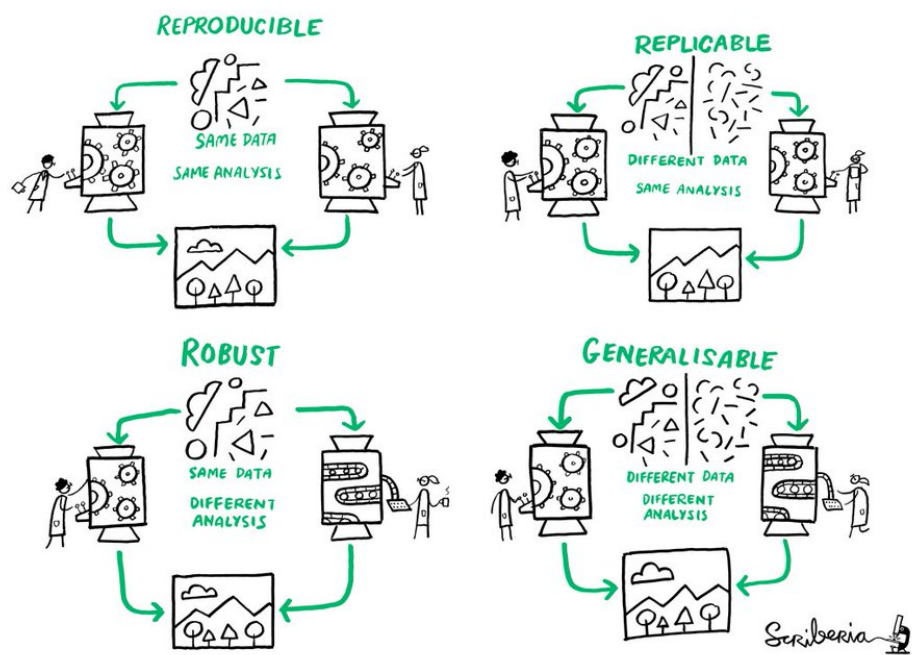 REPRODUCIBLE
SAME DATA
SAME ANALYSIS
REPLICABLE
DIFFERENT DATA
SAME ANALYSIS
ROBUST
SAME DATA
DIFFERENT
ANALYSIS
GENERALISABLE
DIFFERENT DATA
DIFFERENT
ANALYSIS
Scriberia